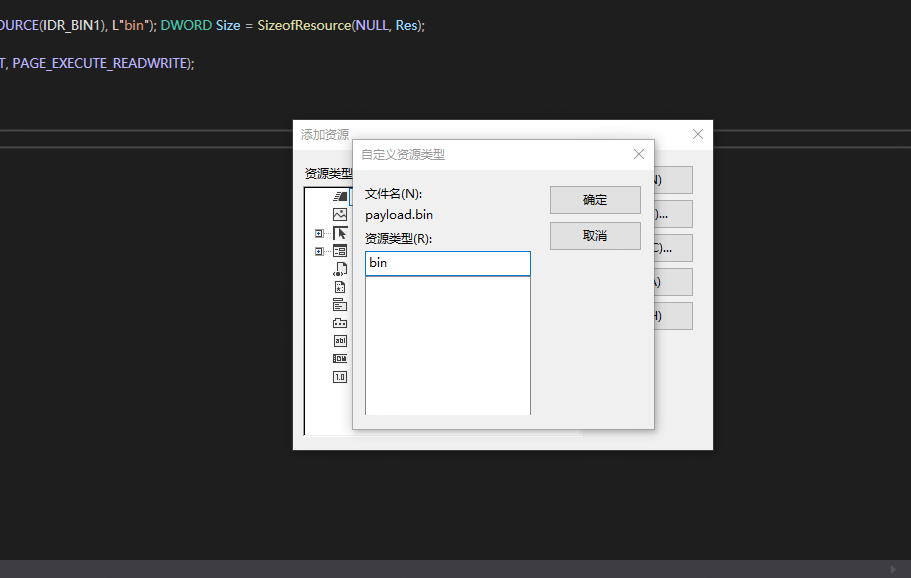 OURCE(IDR_BIN1), L"bin"); DWORD Size = SizeofResource(NULL, Res);
T, PAGE_EXECUTE_READWRITE);
添加资源
自定义资源类型
资源类型
文件名(N):
payload.bin
资源类型(R):
bin
确定
取消
N)
)...
C)...
A)
H)